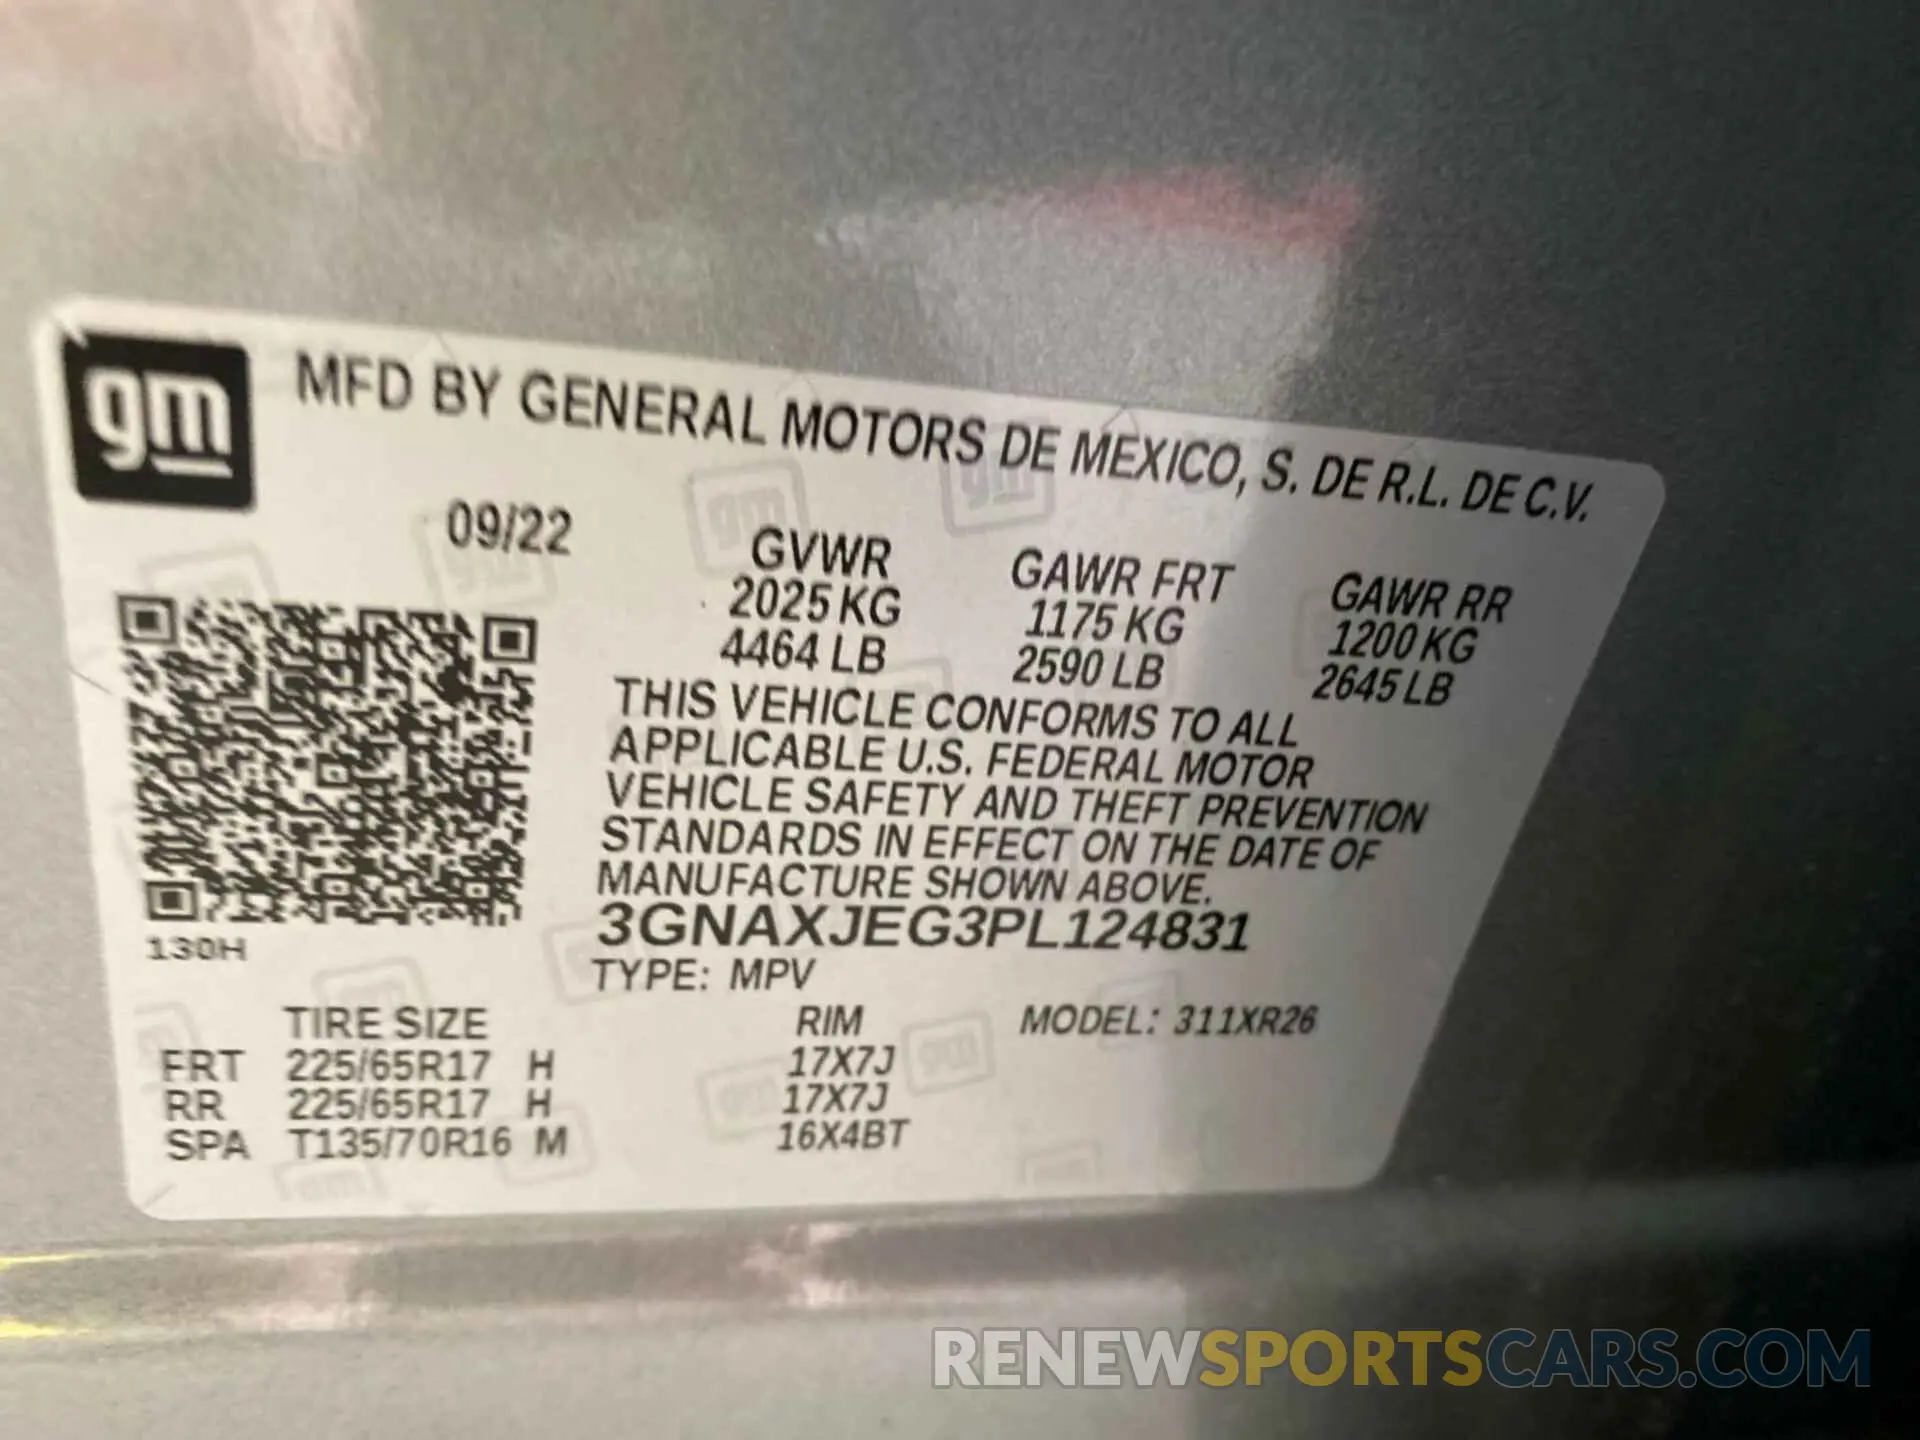 gm
MFD BY GENERAL MOTORS DE MEXICO, S. DE R.L. DE C.V.
09/22
GVWR GAWR FRT GAWR RR
2025 KG 1175 KG 1200 KG
4464 LB 2590 LB 2645 LB
THIS VEHICLE CONFORMS TO ALL
APPLICABLE U.S. FEDERAL MOTOR
VEHICLE SAFETY AND THEFT PREVENTION
STANDARDS IN EFFECT ON THE DATE OF
MANUFACTURE SHOWN ABOVE.
3GNAXJEG3PL124831
130H
TYPE: MPV
TIRE SIZE RIM MODEL: 311XR26
FRT 225/65R17 H 17X7J
RR 225/65R17 H 17X7J
SPA T135/70R16 M 16X4BT
RENEWSPORTSCARS.COM